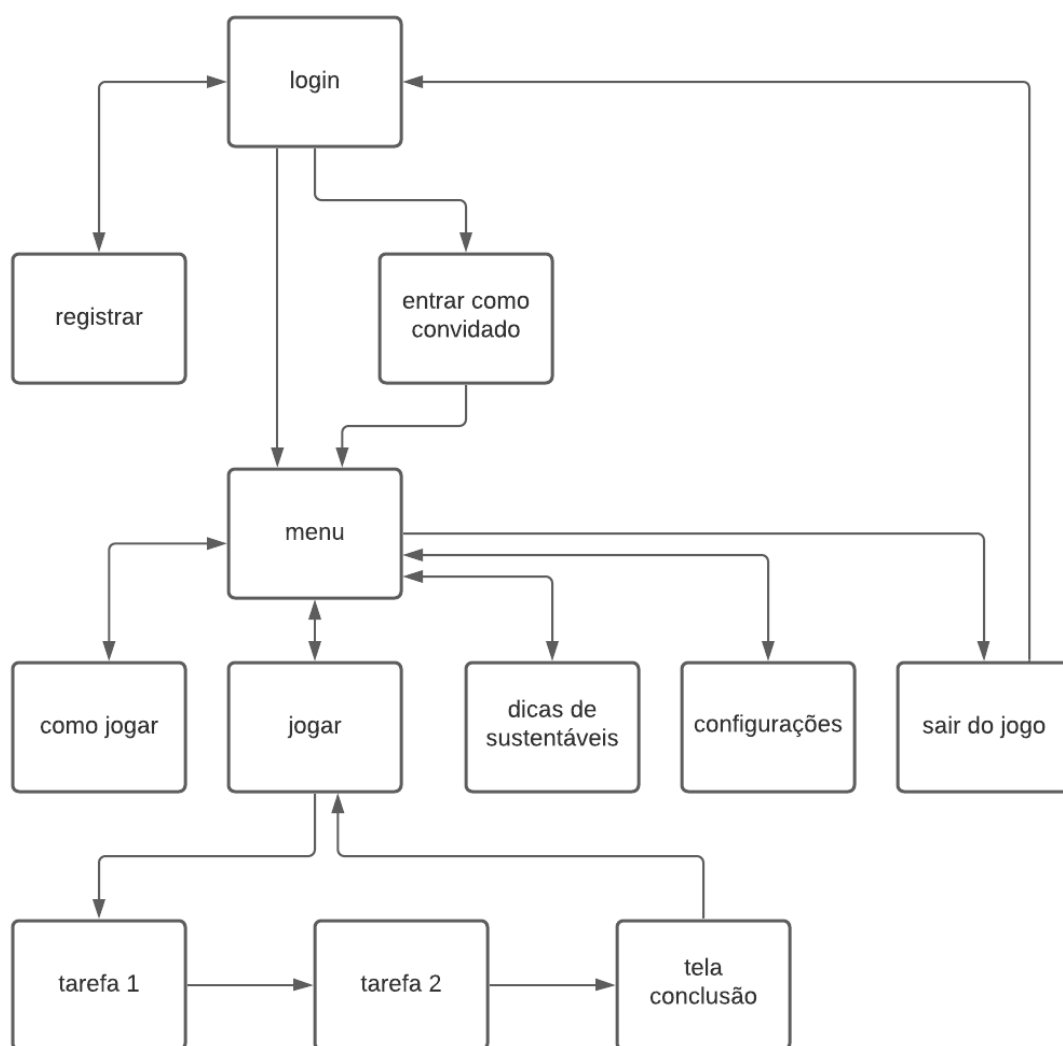 login
registrar
entrar como
convidado
menu
como jogar
jogar
dicas de
sustentáveis
configurações
sair do jogo
tarefa 1
tarefa 2
tela
conclusão